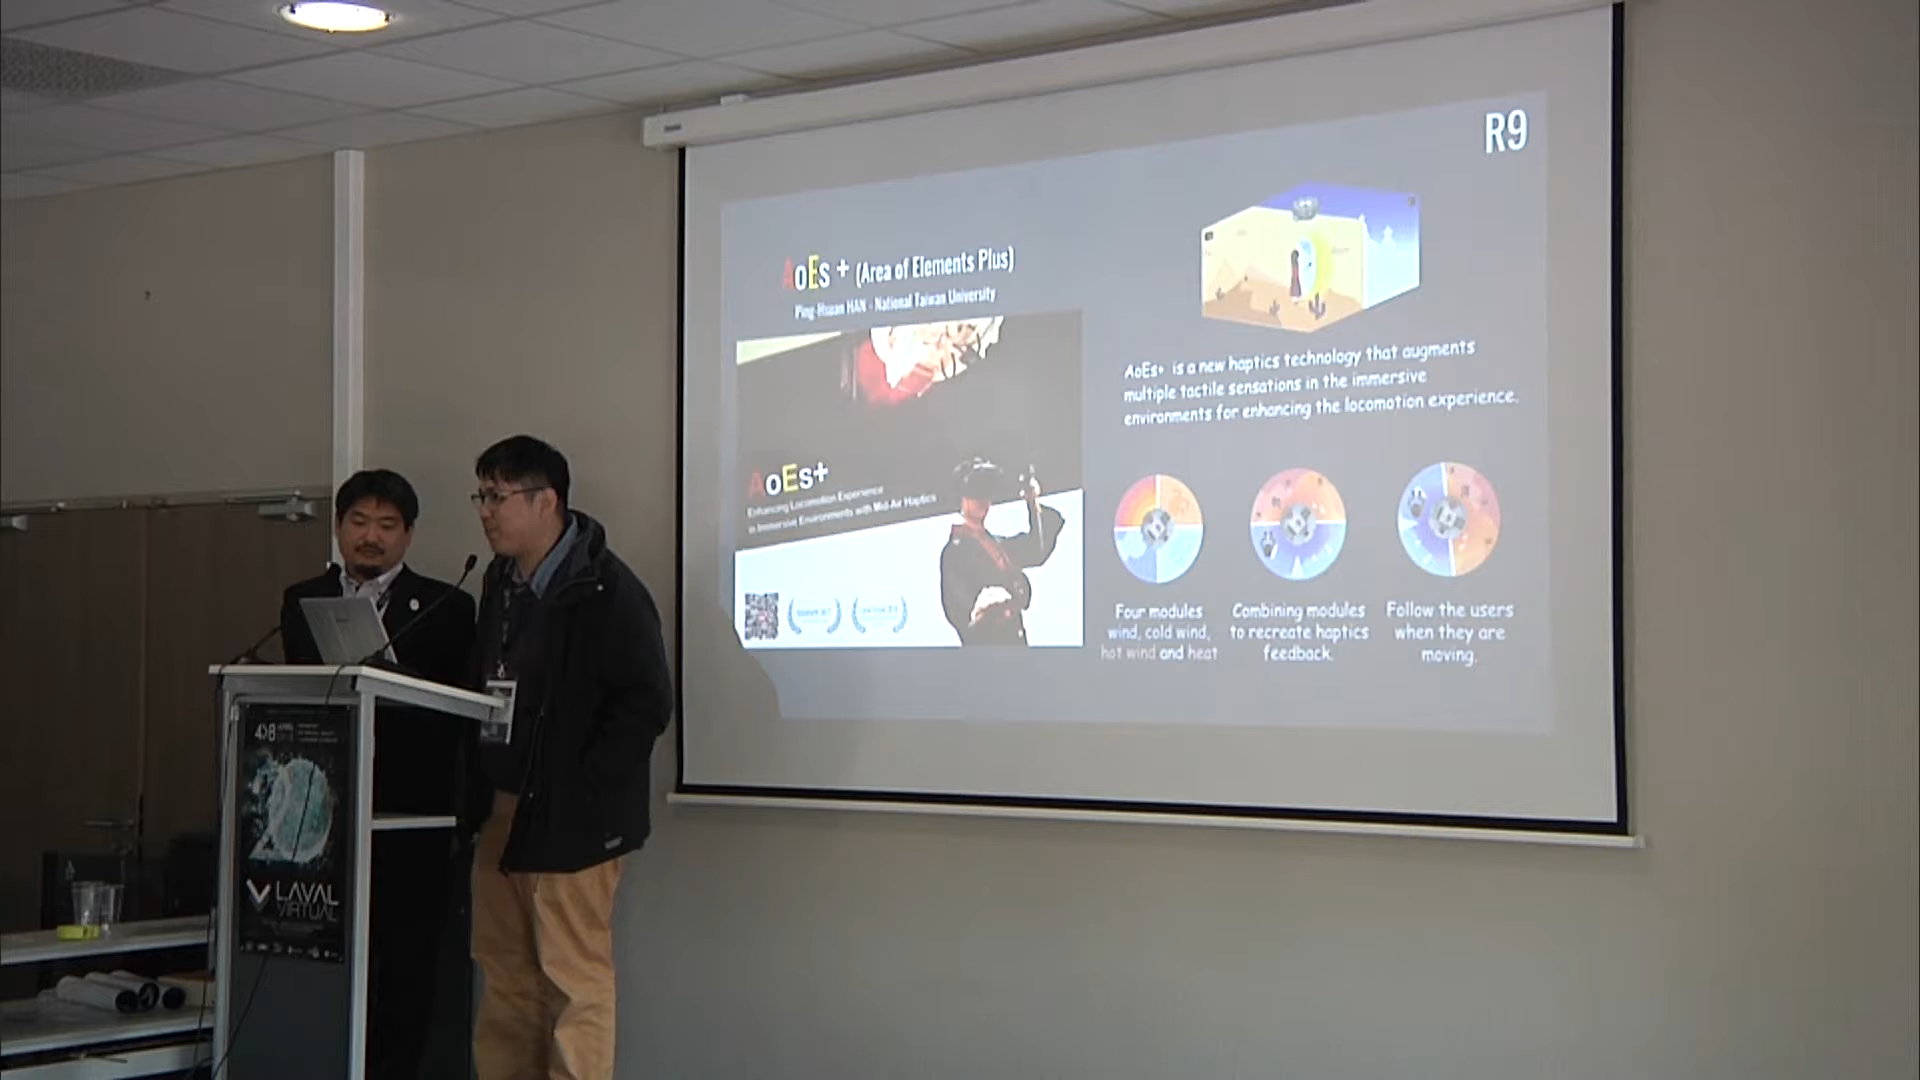 R9
AoEs + (Area of Elements Plus)
Ping-Hsuan HAN - National Taiwan University
AoEs+ is a new haptics technology that augments
multiple tactile sensations in the immersive
environments for enhancing the locomotion experience.
AoEs+
Enhancing Locomotion Experience
in Immersive Environments with Mid-Air Haptics
Four modules
wind, cold wind,
hot wind and heat
Combining modules
to recreate haptics
feedback.
Follow the users
when they are
moving.
LAVAL
VIRTUAL